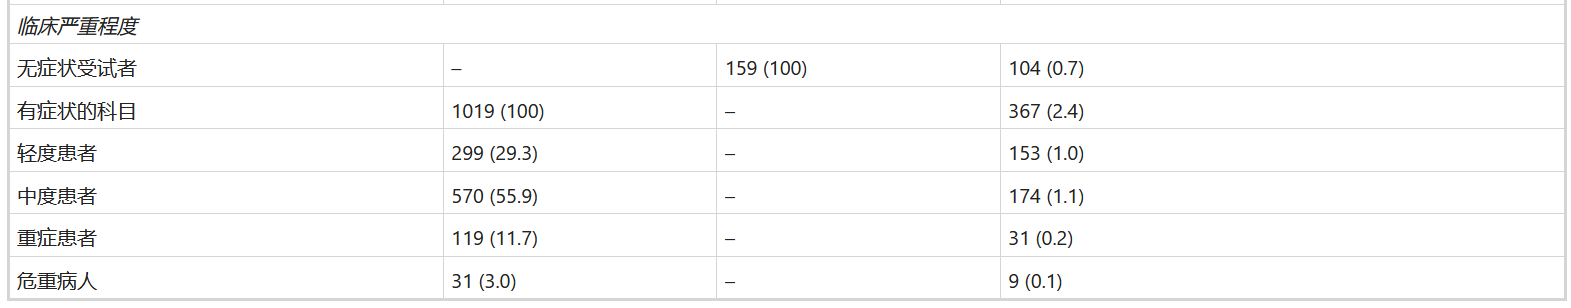 临床严重程度
无症状受试者 – 159 (100) 104 (0.7)
有症状的科目 1019 (100) – 367 (2.4)
轻度患者 299 (29.3) – 153 (1.0)
中度患者 570 (55.9) – 174 (1.1)
重症患者 119 (11.7) – 31 (0.2)
危重病人 31 (3.0) – 9 (0.1)